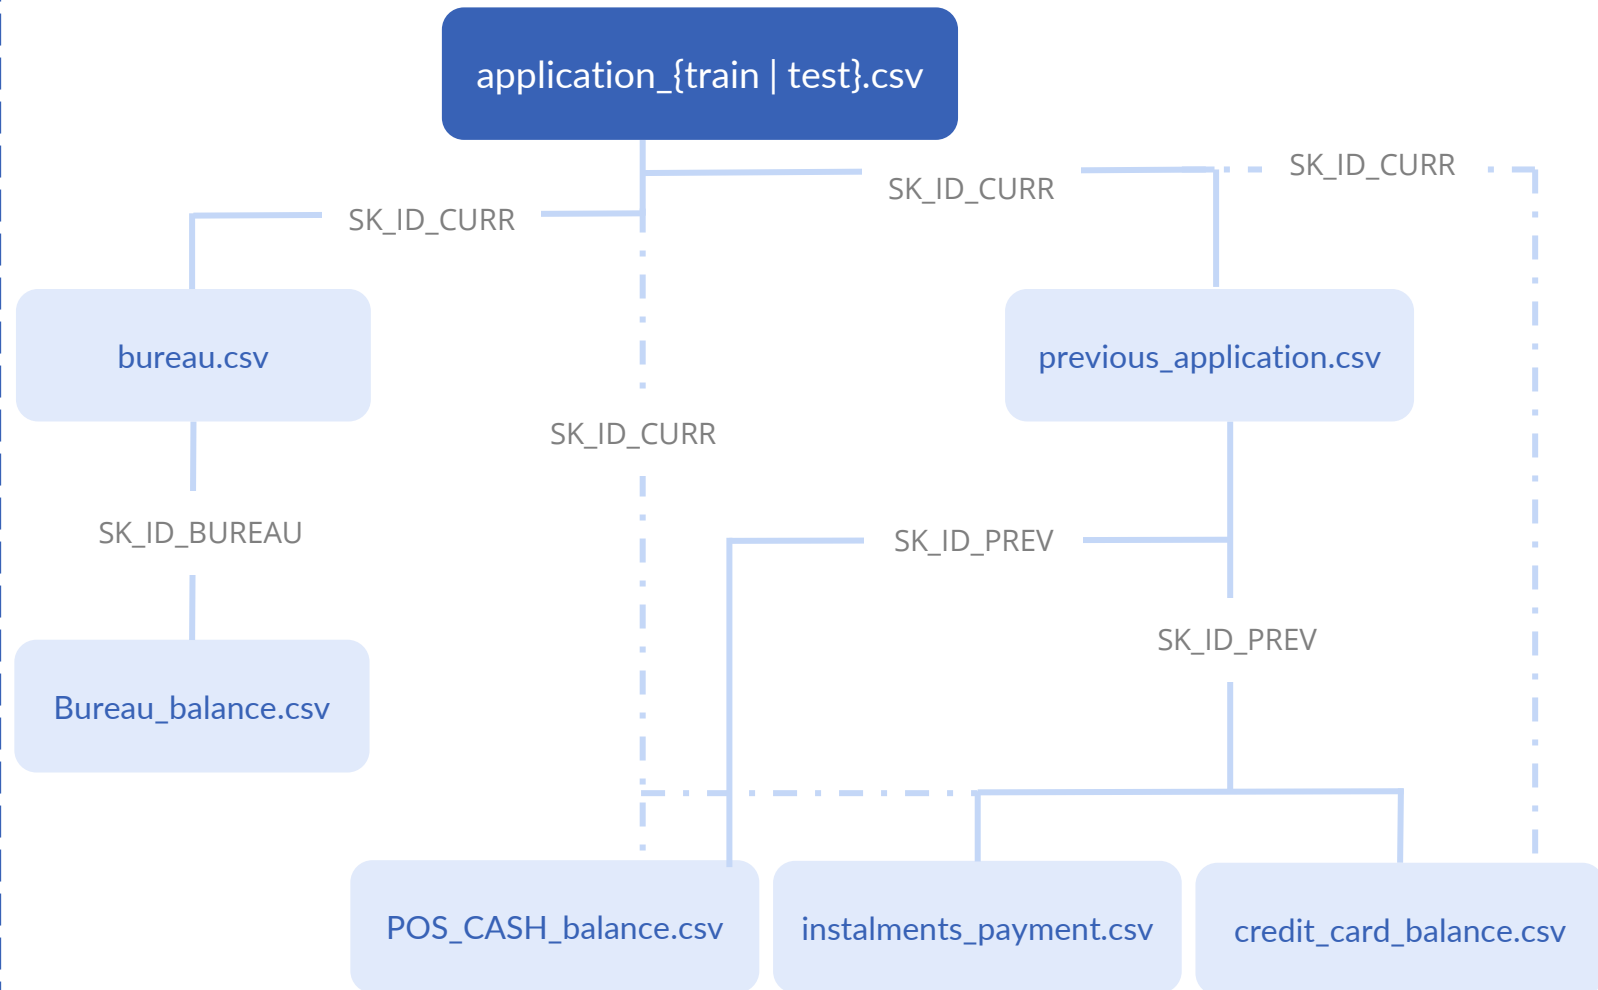 application_{train | test}.csv
SK_ID_CURR
SK_ID_CURR
SK_ID_CURR
bureau.csv
previous_application.csv
SK_ID_CURR
SK_ID_BUREAU
SK_ID_PREV
SK_ID_PREV
Bureau_balance.csv
POS_CASH_balance.csv
instalments_payment.csv
credit_card_balance.csv